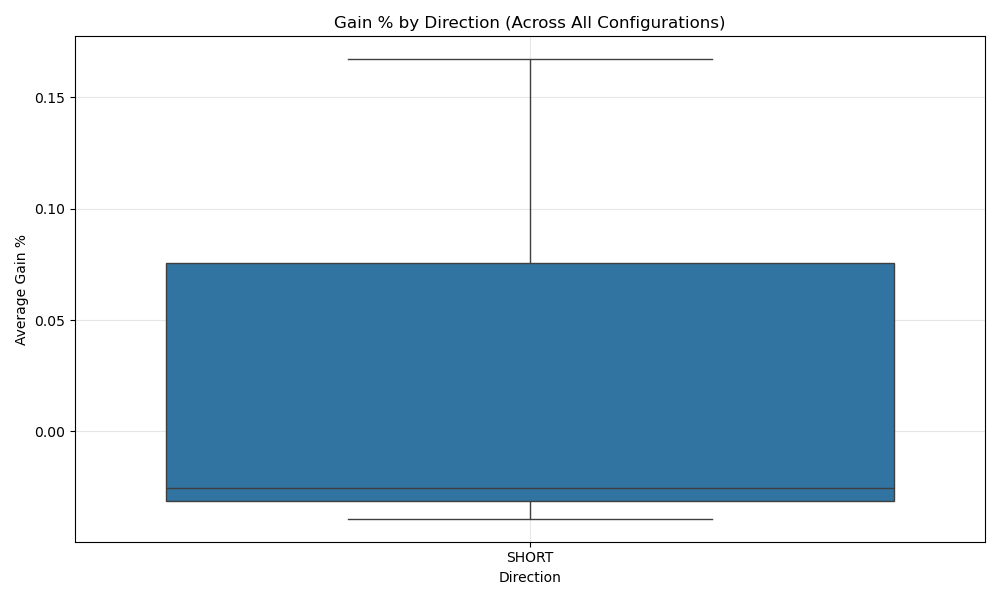 Gain % by Direction (Across All Configurations)
Average Gain %
0.15
0.10
0.05
0.00
SHORT
Direction